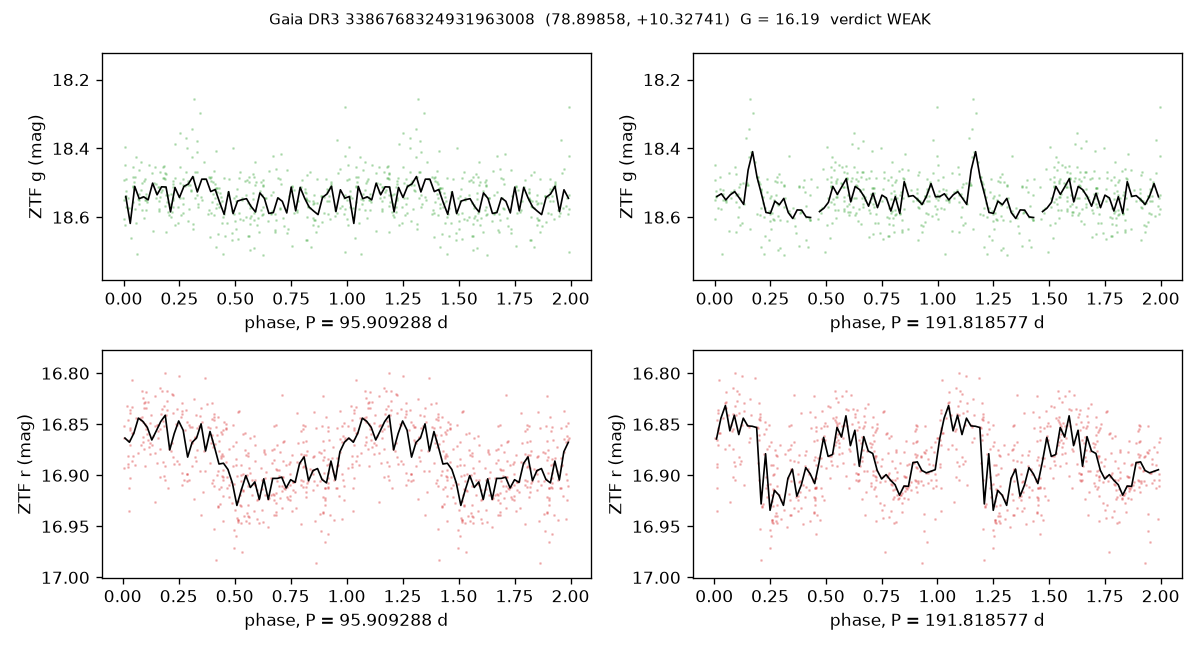 Gaia DR3 3386768324931963008 (78.89858, +10.32741) G = 16.19 verdict WEAK
ZTF g (mag)
18.2
18.4
18.6
0.00 0.25 0.50 0.75 1.00 1.25 1.50 1.75 2.00
phase, P = 95.909288 d
ZTF g (mag)
18.2
18.4
18.6
0.00 0.25 0.50 0.75 1.00 1.25 1.50 1.75 2.00
phase, P = 191.818577 d
ZTF r (mag)
16.80
16.85
16.90
16.95
17.00
0.00 0.25 0.50 0.75 1.00 1.25 1.50 1.75 2.00
phase, P = 95.909288 d
ZTF r (mag)
16.80
16.85
16.90
16.95
17.00
0.00 0.25 0.50 0.75 1.00 1.25 1.50 1.75 2.00
phase, P = 191.818577 d